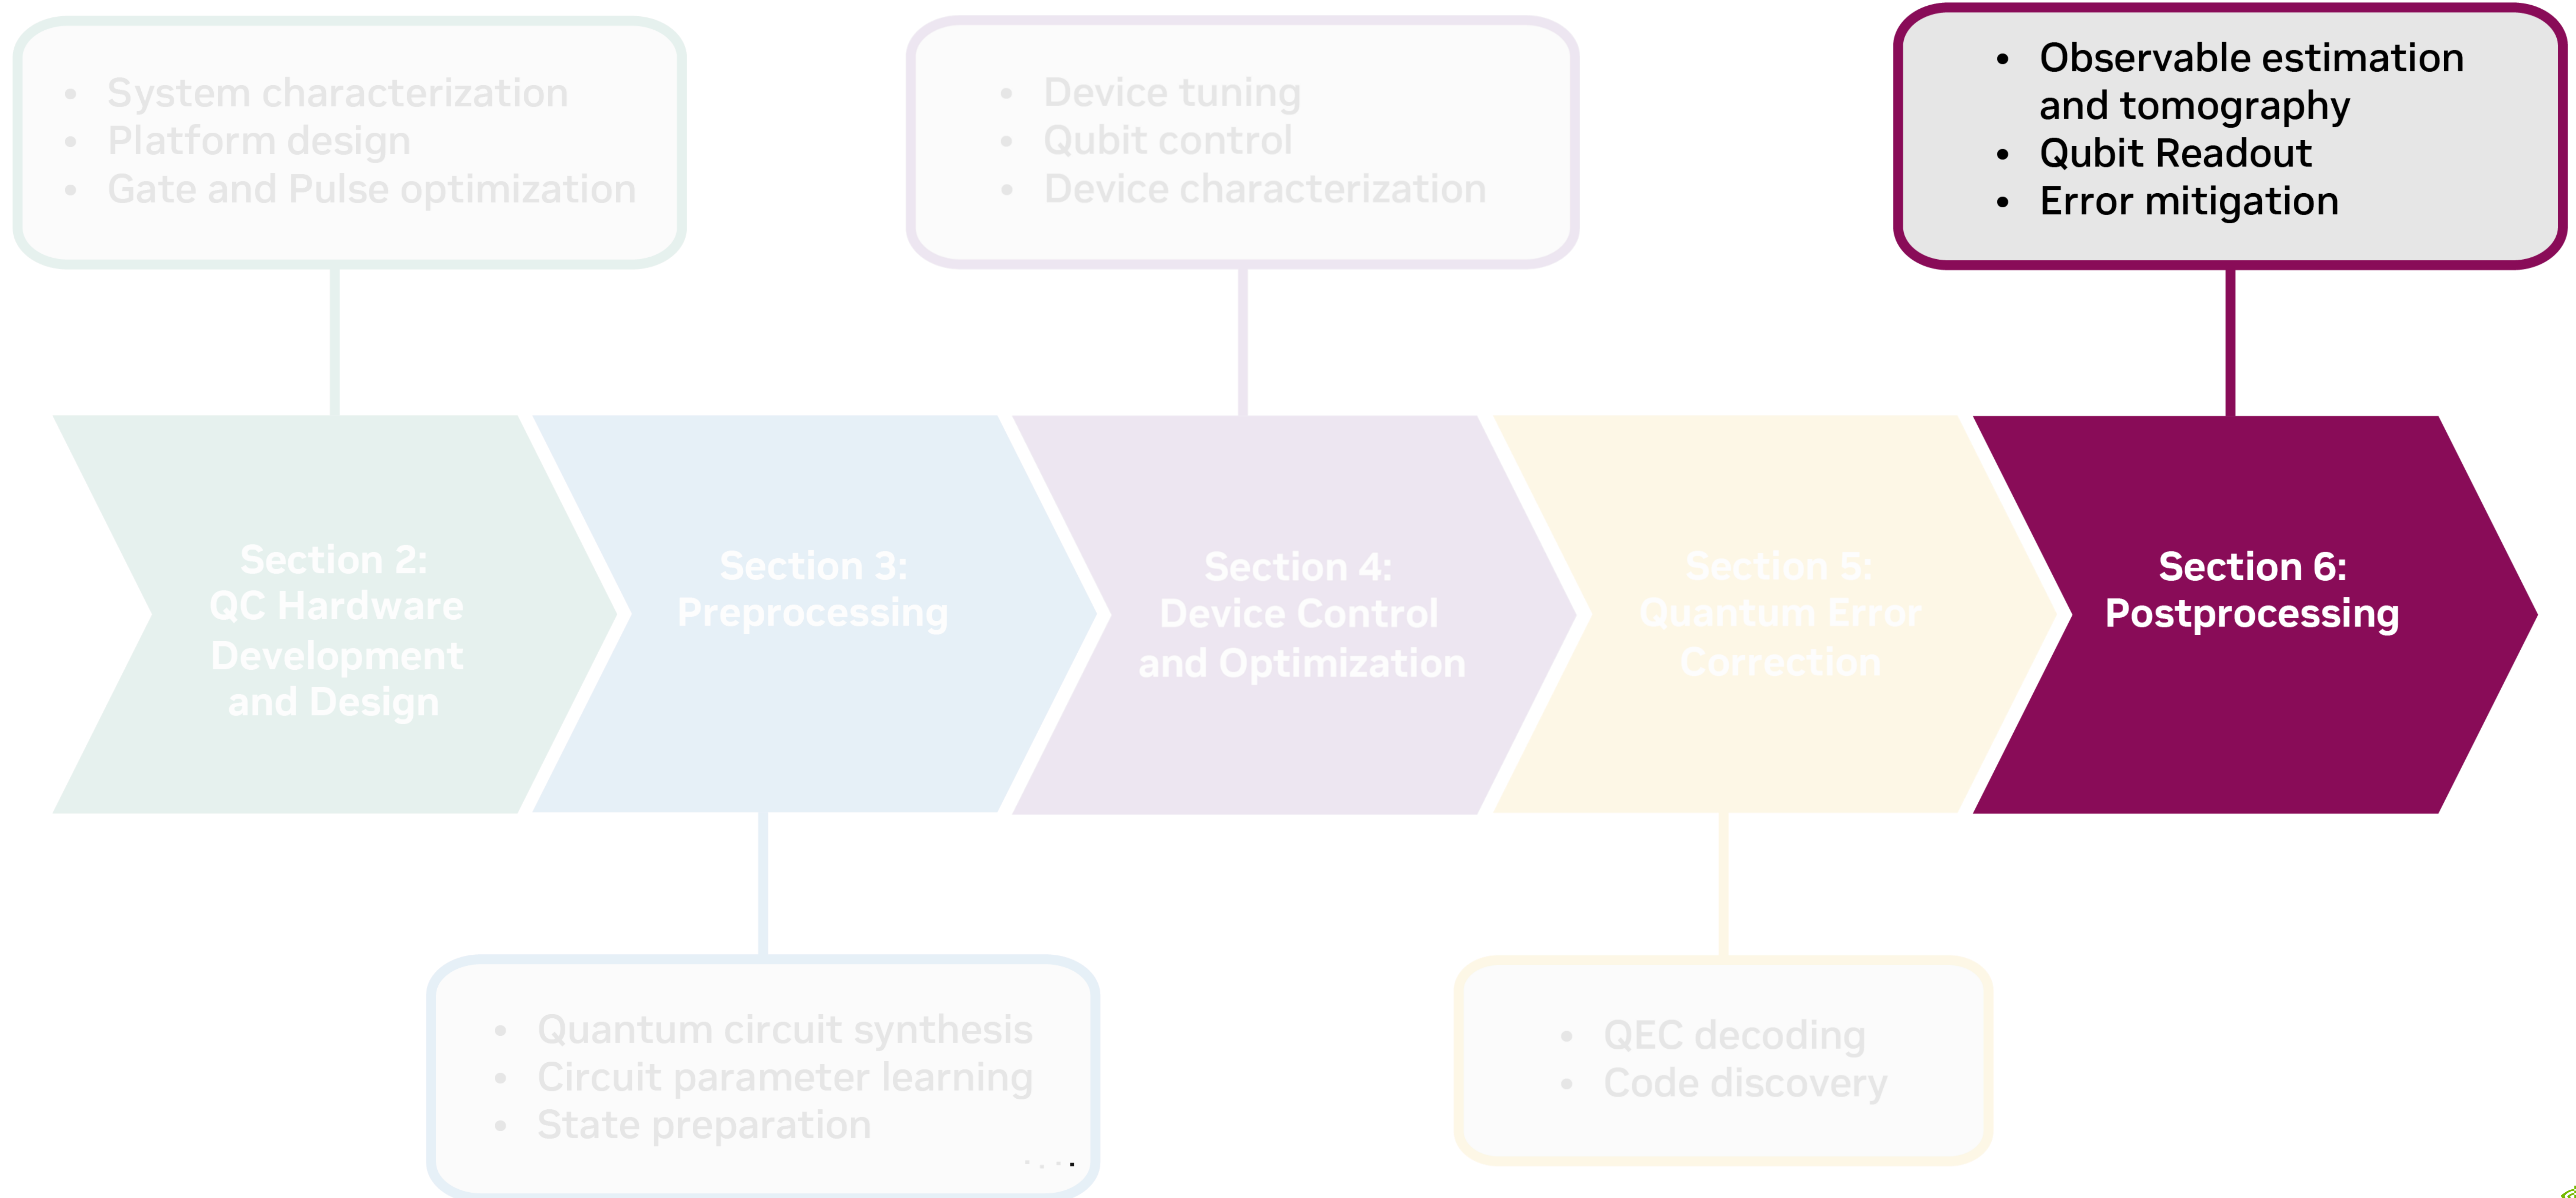 • System characterization
• Platform design
• Gate and Pulse optimization
• Device tuning
• Qubit control
• Device characterization
• Observable estimation
and tomography
• Qubit Readout
• Error mitigation
Section 2:
QC Hardware
Development
and Design
Section 3:
Preprocessing
Section 4:
Device Control
and Optimization
Section 5:
Quantum Error
Correction
Section 6:
Postprocessing
• Quantum circuit synthesis
• Circuit parameter learning
• State preparation
• QEC decoding
• Code discovery